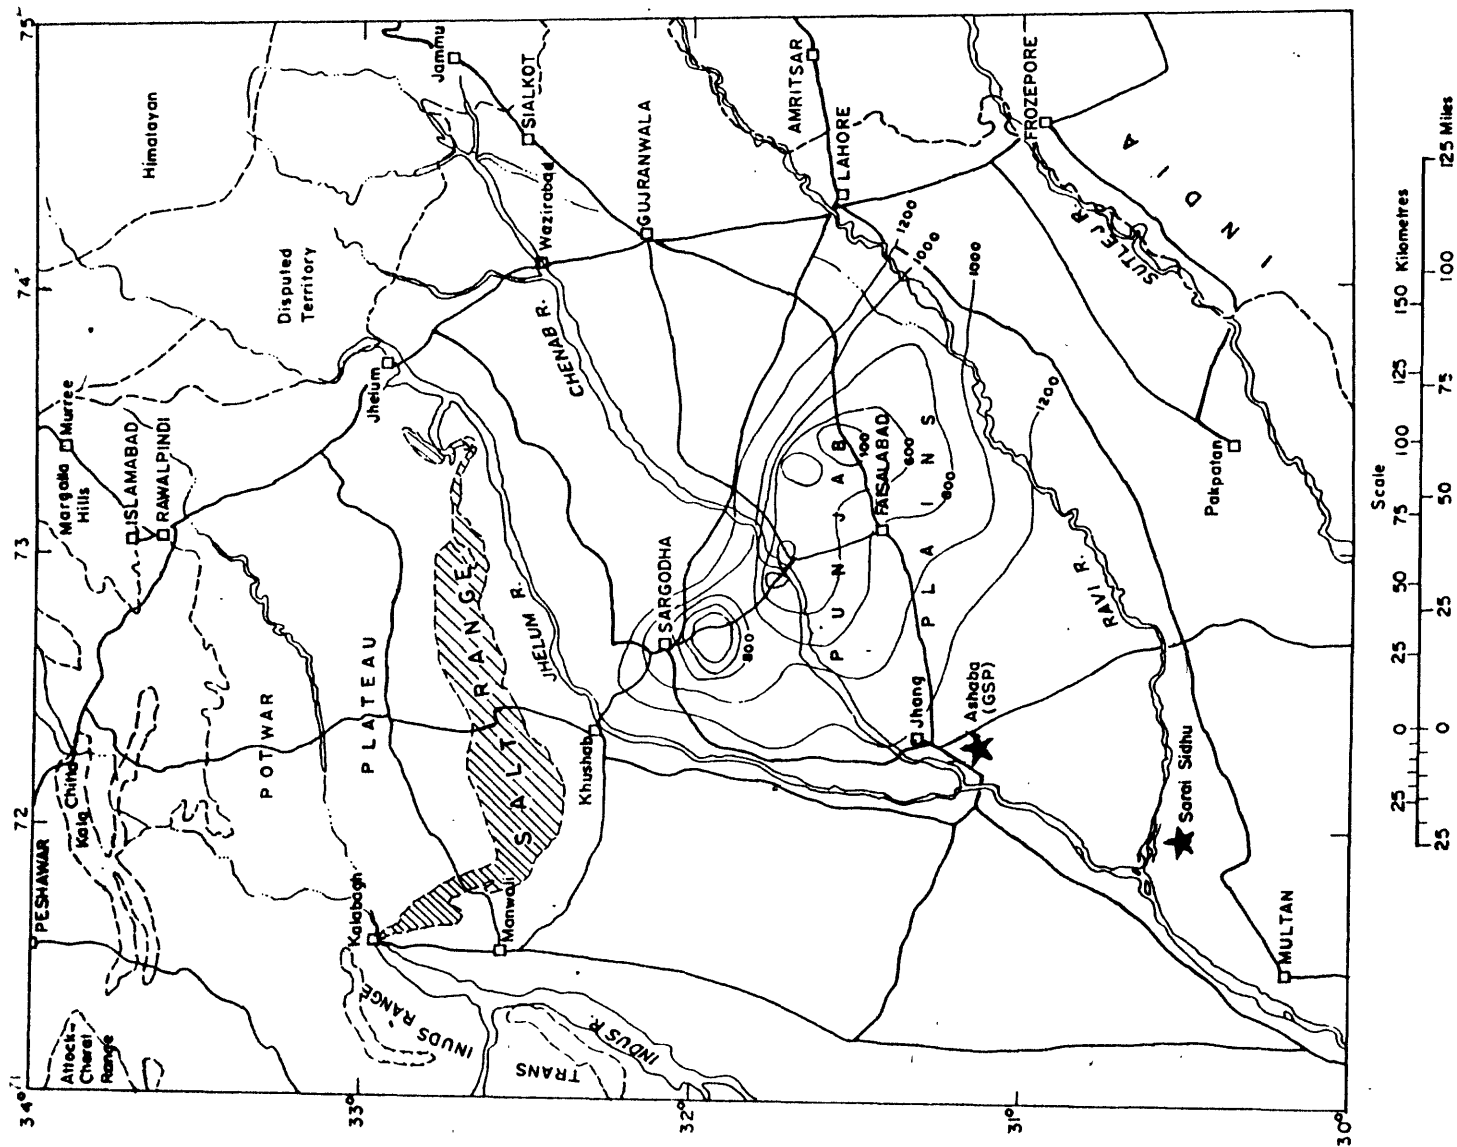 75°
74°
73
72
71
34°
33°
32°
31°
30°
PESHAWAR
Attock-
Cherat
Range
Kala Chitta
Margalla
Hills
Murree
ISLAMABAD
RAWALPINDI
Himalayan
Disputed
Territory
Jammu
SIALKOT
Wazirabad
GUJRANWALA
Jhelum
CHENAB R.
POTWAR
PLATEAU
SALT RANGE
JHELUM R.
Kalabagh
Manwali
Khushab
INUDS RANGE
TRANS
INDUS R.
SARGODHA
800
AMRITSAR
LAHORE
FROZEPORE
INDIA
SUTLEJ R.
1200
1000
1000
1200
100
600
800
FAISALABAD
PUNJAB
PLAINS
Jhang
Ashaba
(GSP)
RAVI R.
Sarai Sidhu
Pakpatan
MULTAN
Scale
25 0 25 50 75 100 125 150 Kilometres
25 0 25 50 75 100 125 Miles